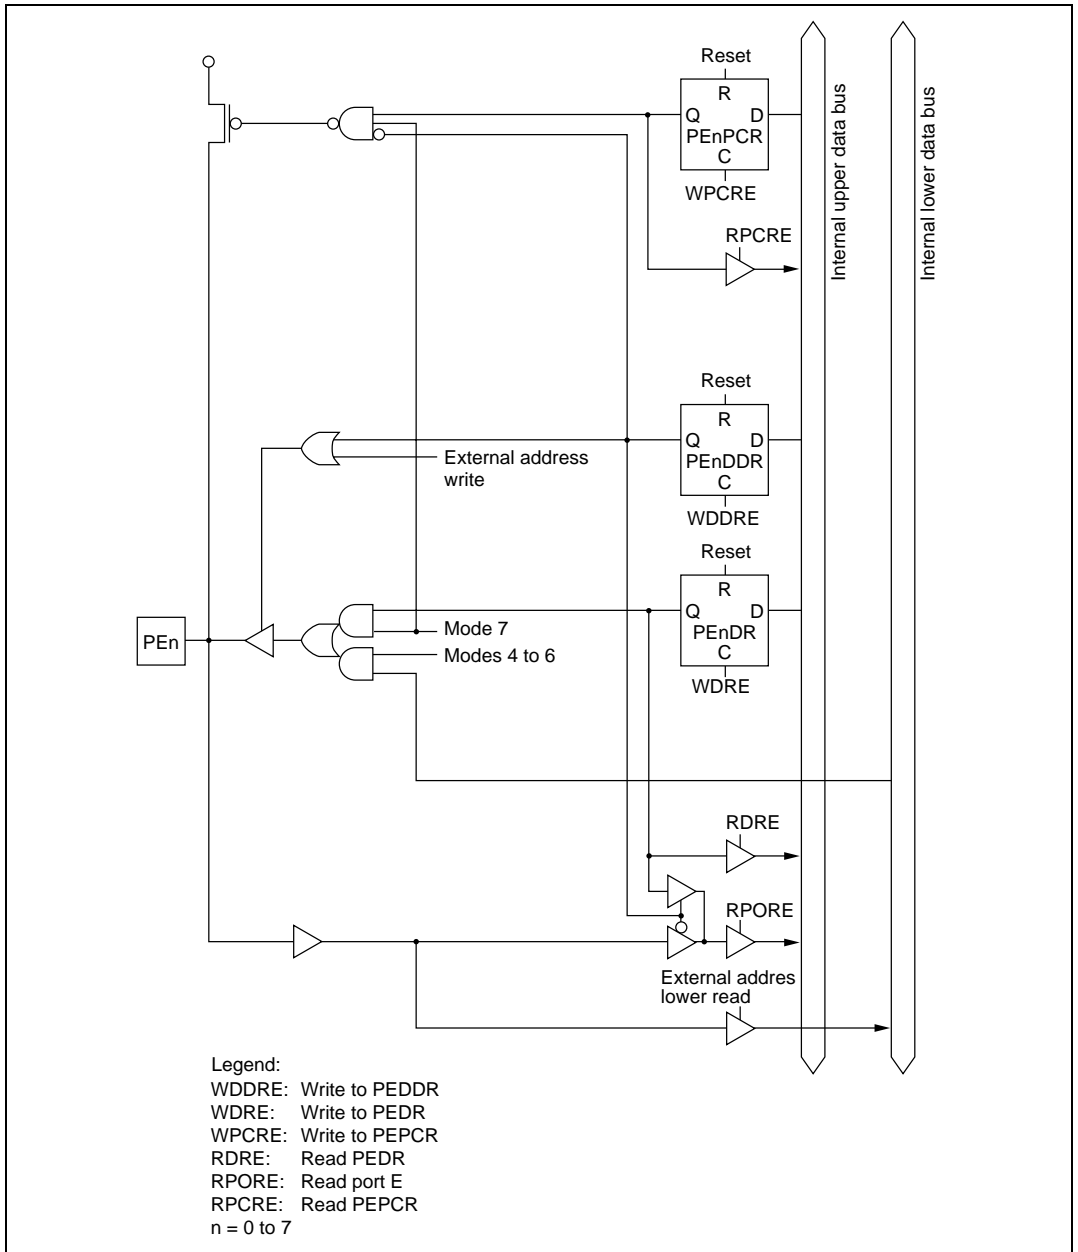 Reset
R
Q D
PEnPCR
C
WPCRE
RPCRE
Internal upper data bus
Internal lower data bus
Reset
R
Q D
PEnDDR
C
WDDRE
External address
write
Reset
R
Q D
PEnDR
C
WDRE
PEn
Mode 7
Modes 4 to 6
RDRE
RPORE
External addres
lower read
Legend:
WDDRE: Write to PEDDR
WDRE: Write to PEDR
WPCRE: Write to PEPCR
RDRE: Read PEDR
RPORE: Read port E
RPCRE: Read PEPCR
n = 0 to 7